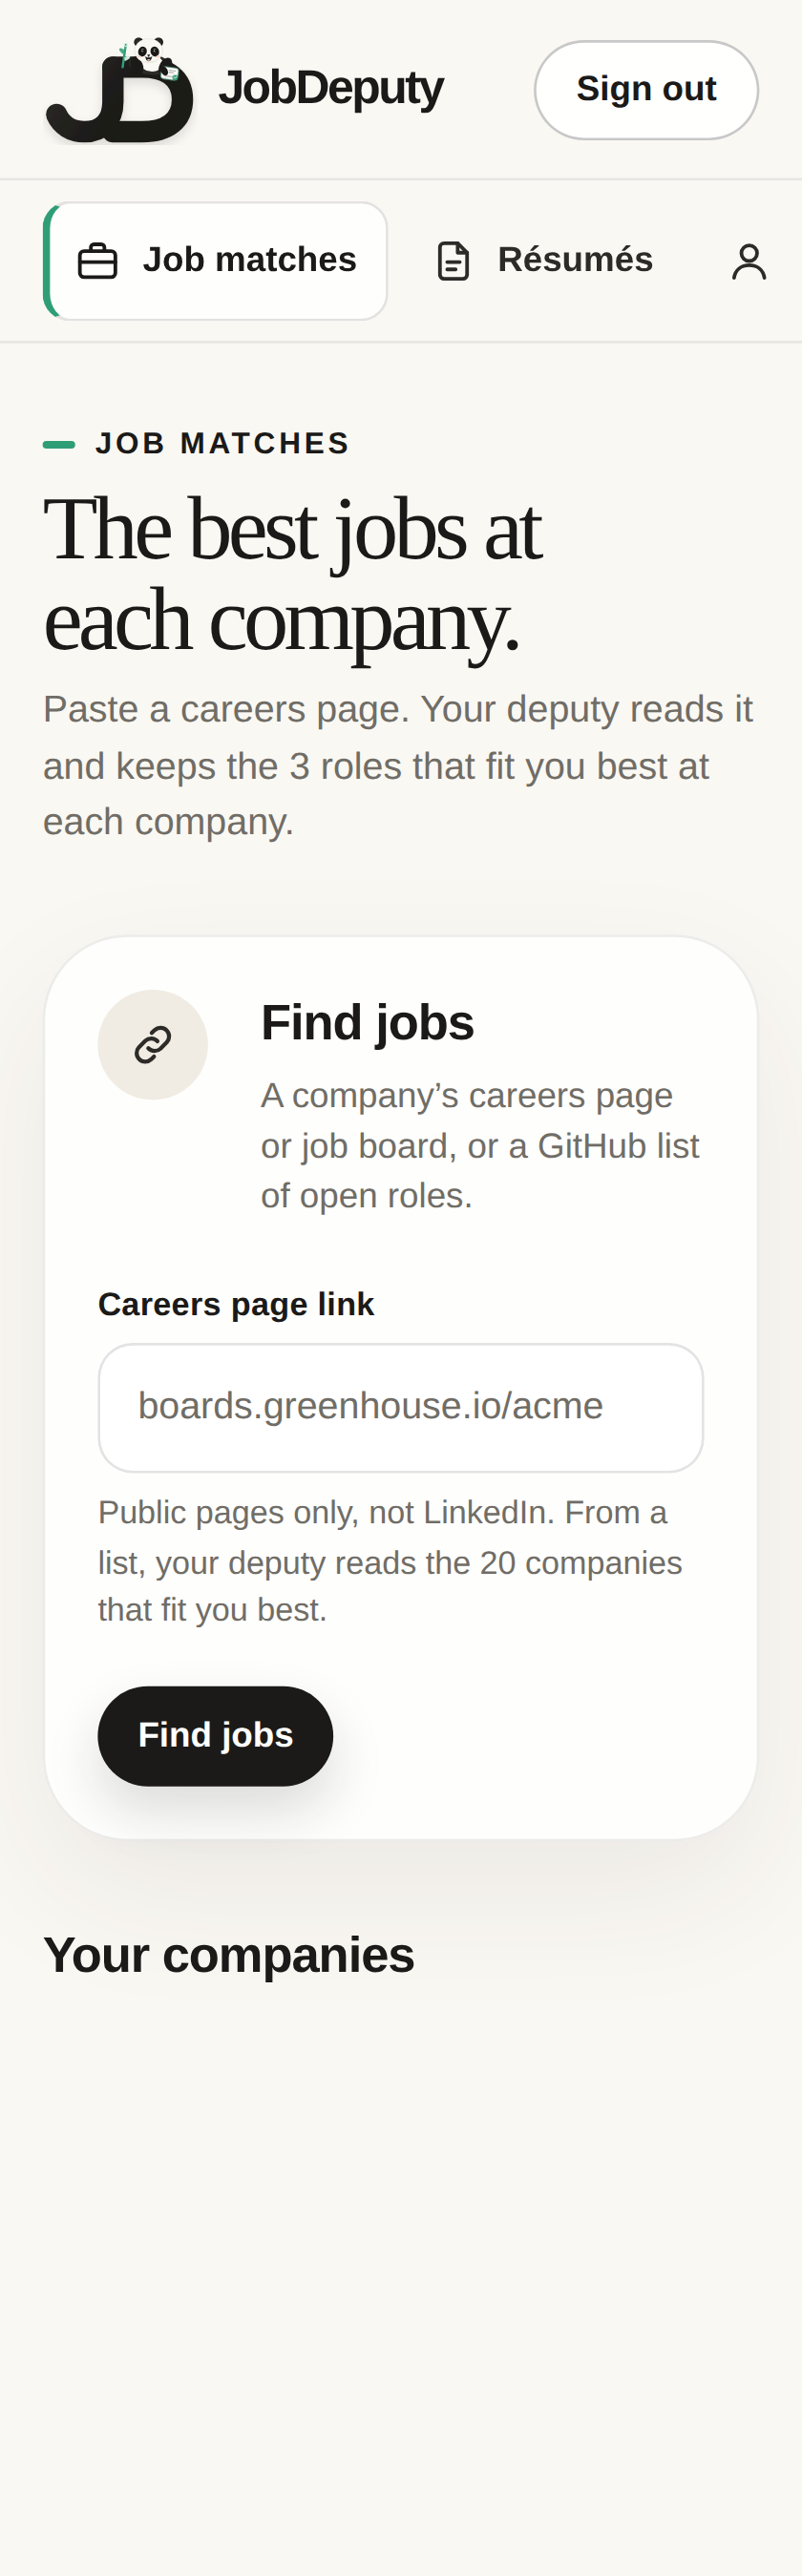 JD
JobDeputy
Sign out
Job matches
Résumés
JOB MATCHES
The best jobs at
each company.
Paste a careers page. Your deputy reads it
and keeps the 3 roles that fit you best at
each company.
Find jobs
A company’s careers page
or job board, or a GitHub list
of open roles.
Careers page link
boards.greenhouse.io/acme
Public pages only, not LinkedIn. From a
list, your deputy reads the 20 companies
that fit you best.
Find jobs
Your companies